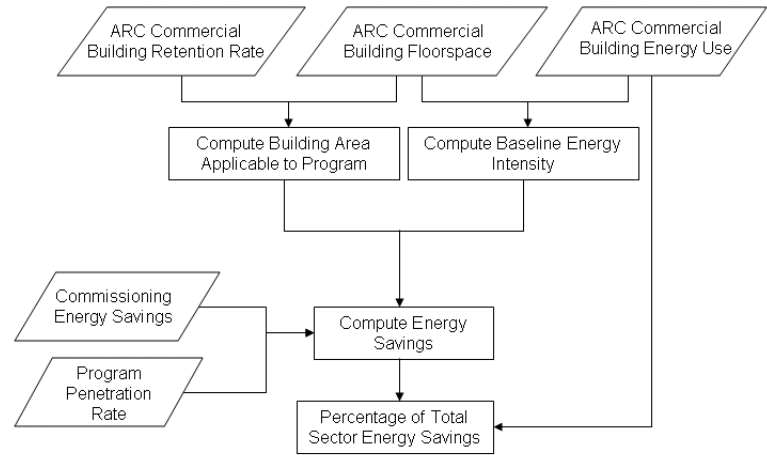 ARC Commercial
Building Retention Rate
ARC Commercial
Building Floorspace
ARC Commercial
Building Energy Use
Compute Building Area
Applicable to Program
Compute Baseline Energy
Intensity
Commissioning
Energy Savings
Compute Energy
Savings
Program
Penetration
Rate
Percentage of Total
Sector Energy Savings